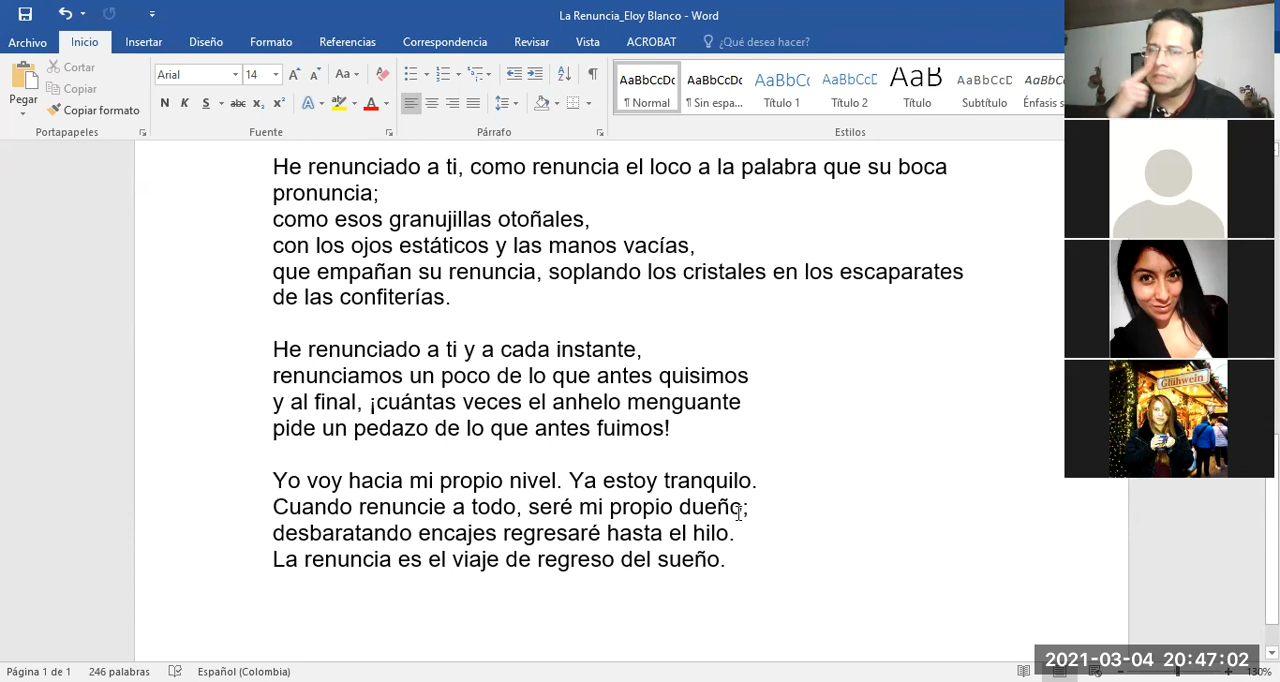 La Renuncia_Eloy Blanco - Word
Archivo Inicio Insertar Diseño Formato Referencias Correspondencia Revisar Vista ACROBAT ¿Qué desea hacer?
Pegar
Cortar
Copiar
Copiar formato
Arial 14
Aa
N K S abc x₂ x² A A
AaBbCcDc ¶ Normal
AaBbCcDc ¶ Sin espa...
AaBbCc Título 1
AaBbCcD Título 2
AaB Título
AaBbCcD Subtítulo
AaBbCcD Énfasis s
Portapapeles Fuente Párrafo Estilos
He renunciado a ti, como renuncia el loco a la palabra que su boca
pronuncia;
como esos granujillas otoñales,
con los ojos estáticos y las manos vacías,
que empañan su renuncia, soplando los cristales en los escaparates
de las confiterías.
He renunciado a ti y a cada instante,
renunciamos un poco de lo que antes quisimos
y al final, ¡cuántas veces el anhelo menguante
pide un pedazo de lo que antes fuimos!
Yo voy hacia mi propio nivel. Ya estoy tranquilo.
Cuando renuncie a todo, seré mi propio dueño;
desbaratando encajes regresaré hasta el hilo.
La renuncia es el viaje de regreso del sueño.
Glühwein
Página 1 de 1 246 palabras Español (Colombia) 130%
2021-03-04 20:47:02